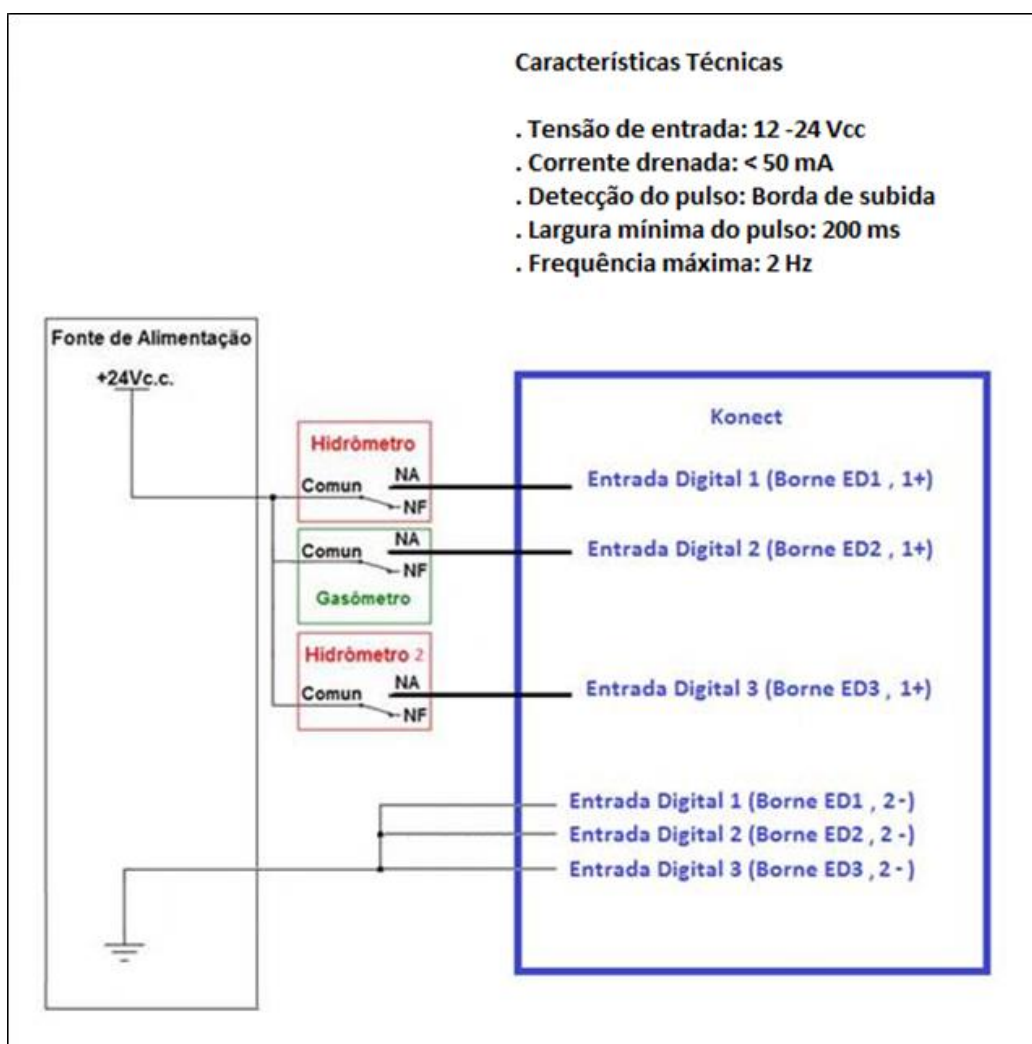 Características Técnicas
. Tensão de entrada: 12 -24 Vcc
. Corrente drenada: < 50 mA
. Detecção do pulso: Borda de subida
. Largura mínima do pulso: 200 ms
. Frequência máxima: 2 Hz
Fonte de Alimentação
+24Vc.c.
Konect
Hidrômetro
Comun NA
NF
Entrada Digital 1 (Borne ED1 , 1+)
Comun NA
NF
Gasômetro
Entrada Digital 2 (Borne ED2 , 1+)
Hidrômetro 2
Comun NA
NF
Entrada Digital 3 (Borne ED3 , 1+)
Entrada Digital 1 (Borne ED1 , 2-)
Entrada Digital 2 (Borne ED2 , 2 -)
Entrada Digital 3 (Borne ED3 , 2 - )